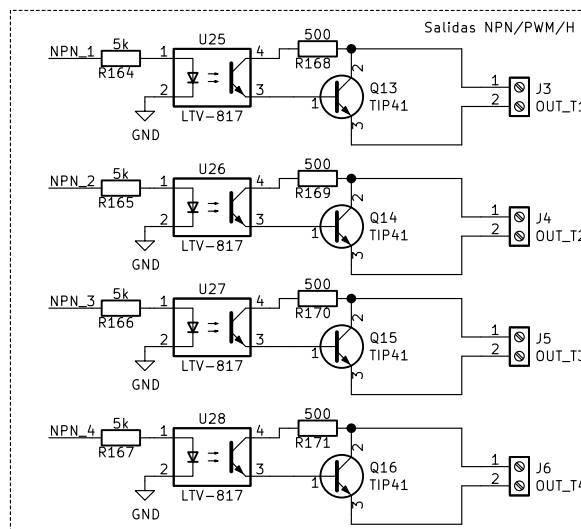 Salidas NPN/PWM/H
NPN_1
5k
R164
1
2
GND
U25
LTV-817
4
3
500
R168
1
2
3
Q13
TIP41
1
2
J3
OUT_T1
NPN_2
5k
R165
1
2
GND
U26
LTV-817
4
3
500
R169
1
2
3
Q14
TIP41
1
2
J4
OUT_T2
NPN_3
5k
R166
1
2
GND
U27
LTV-817
4
3
500
R170
1
2
3
Q15
TIP41
1
2
J5
OUT_T3
NPN_4
5k
R167
1
2
GND
U28
LTV-817
4
3
500
R171
1
2
3
Q16
TIP41
1
2
J6
OUT_T4